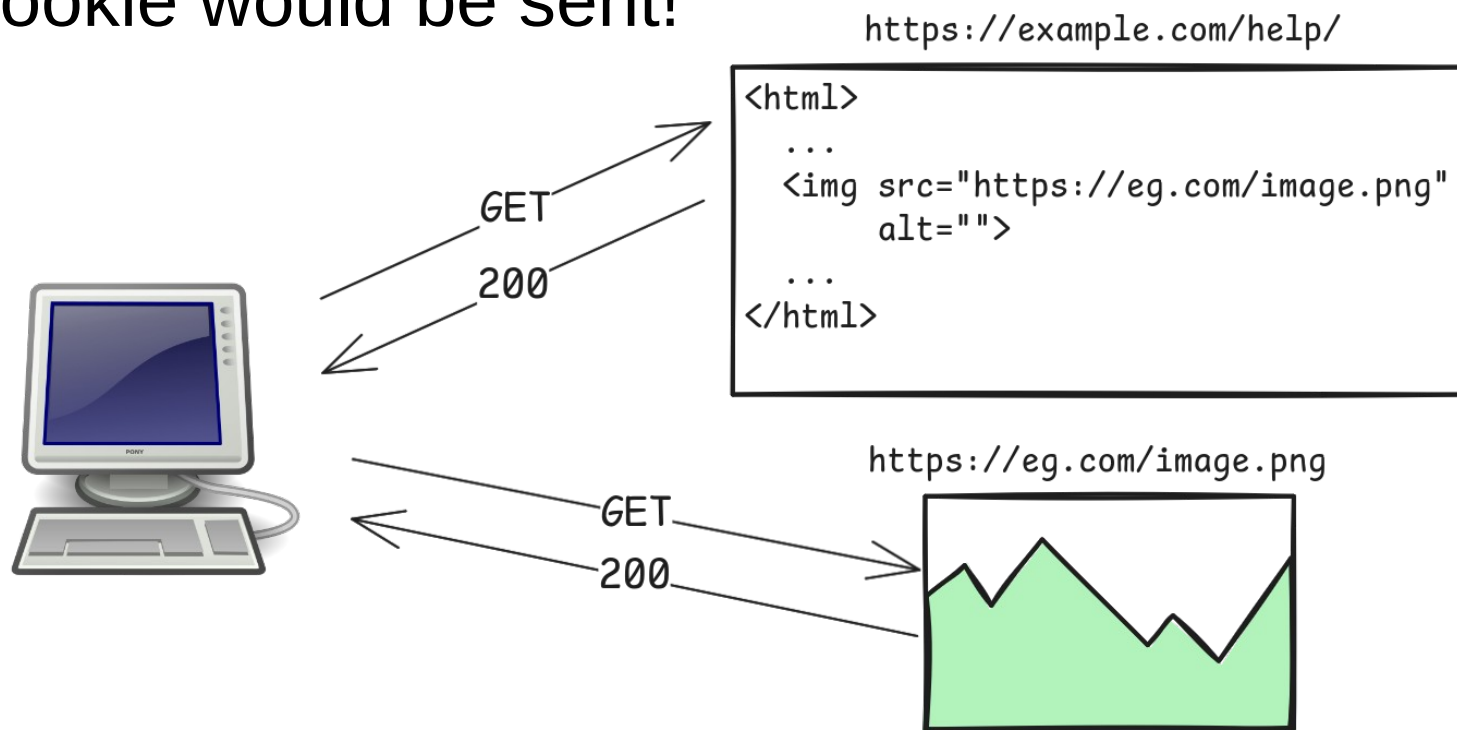 ookie would be sent!
https://example.com/help/
<html>
...
<img src="https://eg.com/image.png"
alt="">
...
</html>
GET
200
PONY
https://eg.com/image.png
GET
200